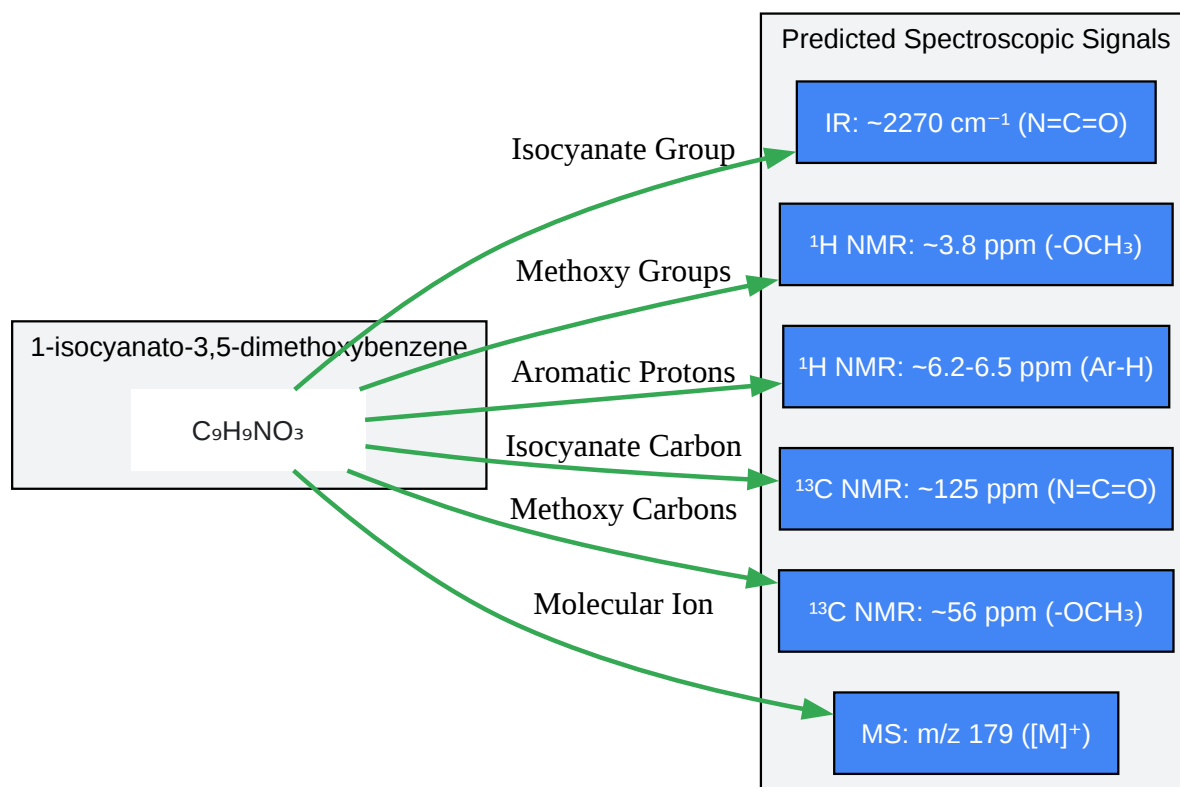 Predicted Spectroscopic Signals
IR: ~2270 cm⁻¹ (N=C=O)
Isocyanate Group
¹H NMR: ~3.8 ppm (-OCH₃)
Methoxy Groups
1-isocyanato-3,5-dimethoxybenzene
¹H NMR: ~6.2-6.5 ppm (Ar-H)
Aromatic Protons
C₉H₉NO₃
Isocyanate Carbon
¹³C NMR: ~125 ppm (N=C=O)
Methoxy Carbons
¹³C NMR: ~56 ppm (-OCH₃)
Molecular Ion
MS: m/z 179 ([M]⁺)